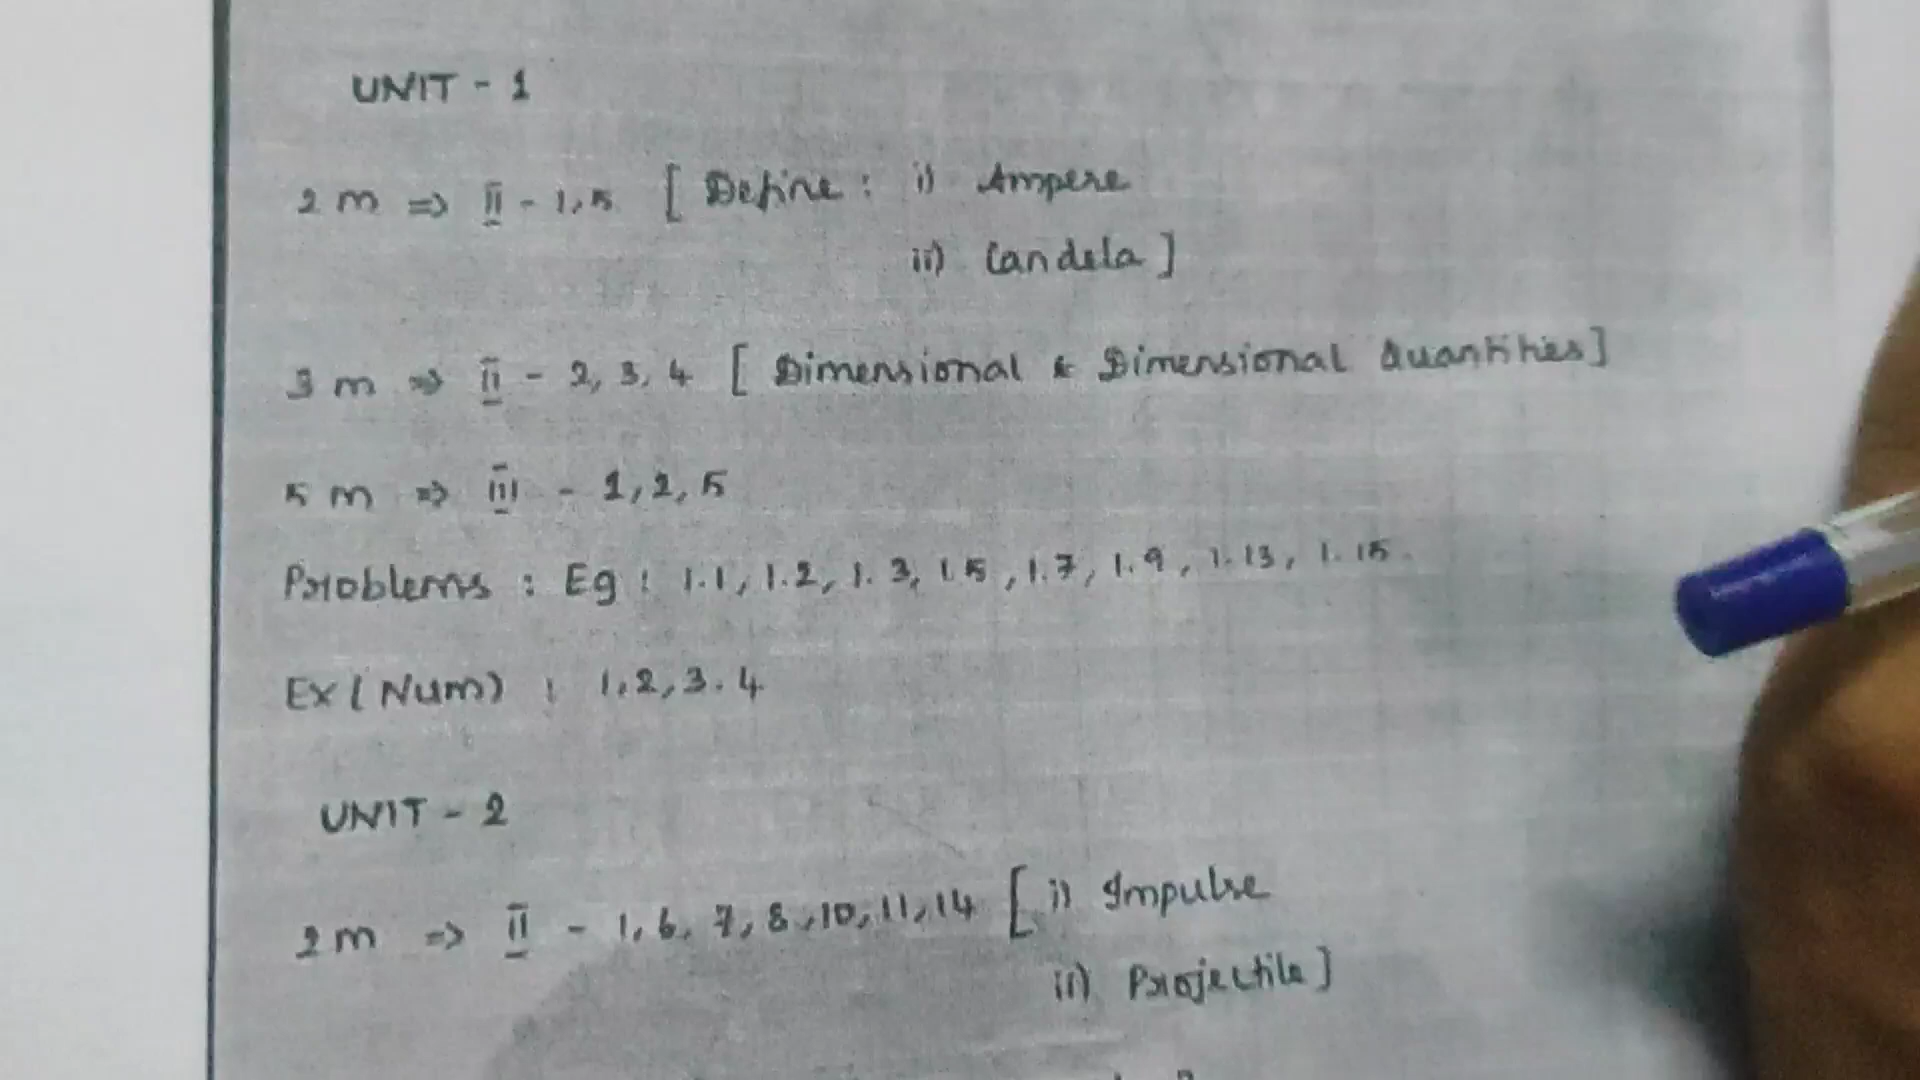 UNIT - 1
2 m => II - 1, 5 [ Define : i) Ampere
ii) Candela ]
3 m => II - 2, 3, 4 [ Dimensional & Dimensional Quantities ]
5 m => III - 1, 2, 5
Problems : Eg : 1.1, 1.2, 1.3, 1.5, 1.7, 1.9, 1.13, 1.15.
Ex (Num) : 1, 2, 3. 4
UNIT - 2
2 m => II - 1, 6, 7, 8, 10, 11, 14 [ i) Impulse
ii) Projectile ]